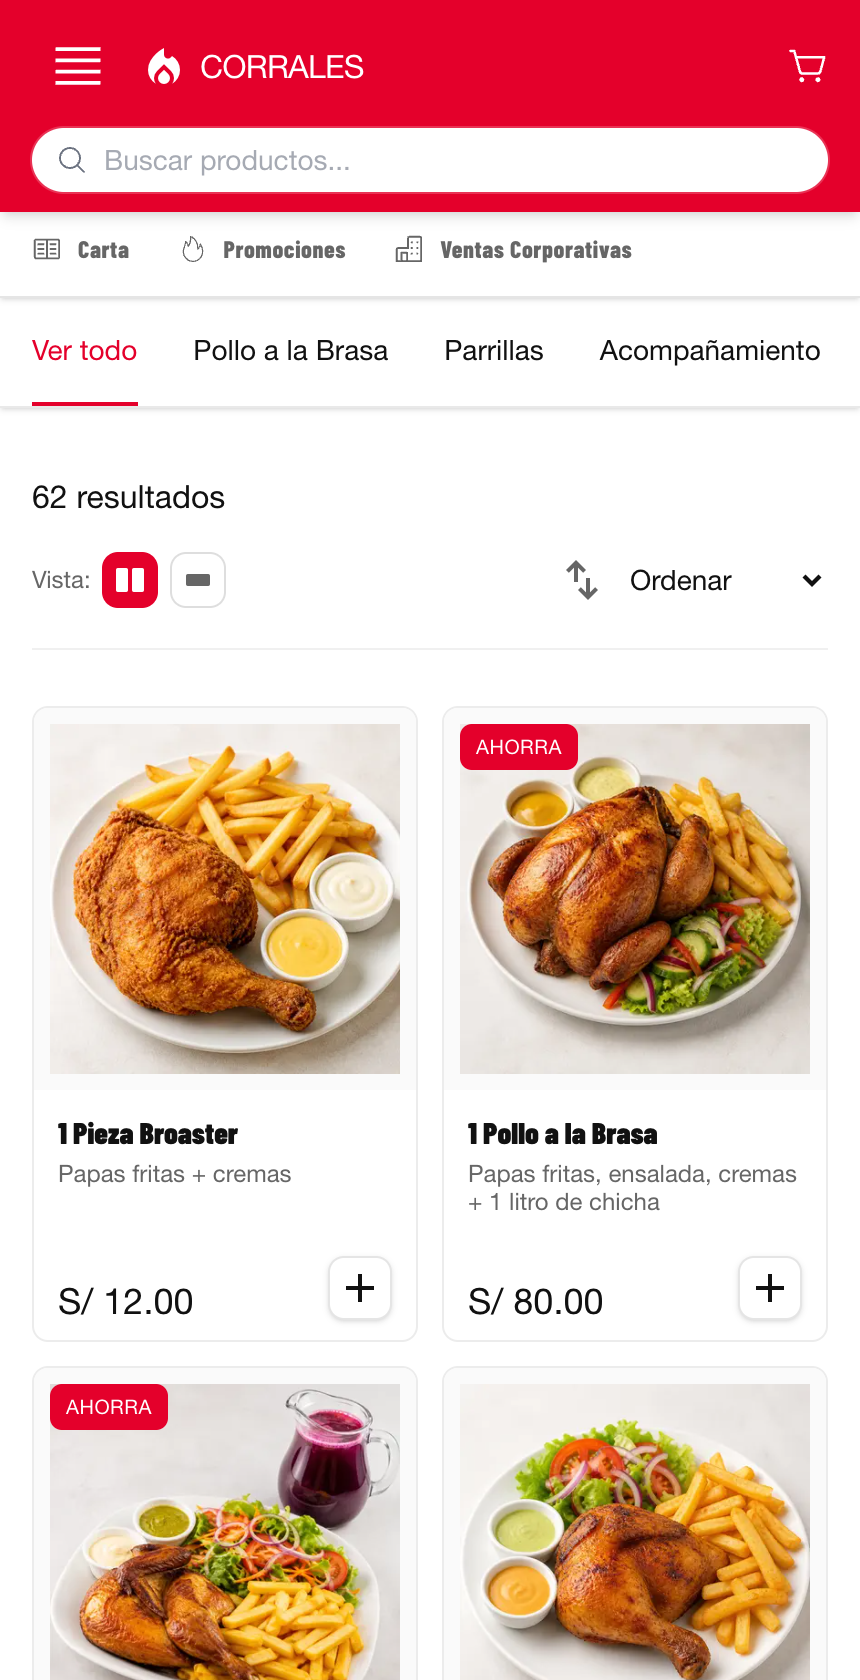 CORRALES
Buscar productos...
Carta
Promociones
Ventas Corporativas
Ver todo
Pollo a la Brasa
Parrillas
Acompañamiento
62 resultados
Vista:
Ordenar
AHORRA
1 Pieza Broaster
Papas fritas + cremas
S/ 12.00
1 Pollo a la Brasa
Papas fritas, ensalada, cremas
+ 1 litro de chicha
S/ 80.00
AHORRA